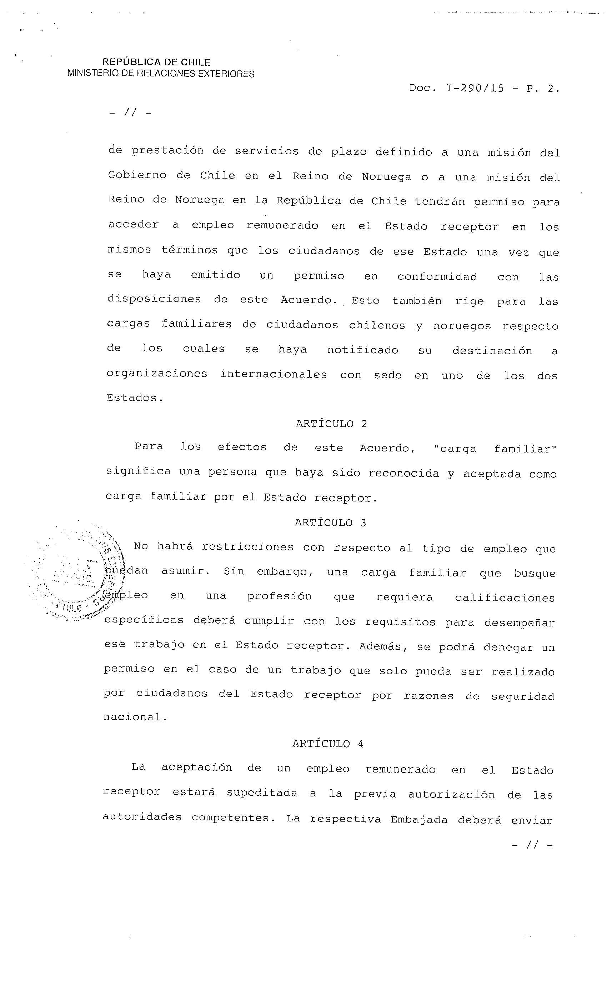 REPÚBLICA DE CHILE
MINISTERIO DE RELACIONES EXTERIORES
Doc. I-290/15 - P. 2.
- // -
de prestación de servicios de plazo definido a una misión del
Gobierno de Chile en el Reino de Noruega o a una misión del
Reino de Noruega en la República de Chile tendrán permiso para
acceder a empleo remunerado en el Estado receptor en los
mismos términos que los ciudadanos de ese Estado una vez que
se haya emitido un permiso en conformidad con las
disposiciones de este Acuerdo. Esto también rige para las
cargas familiares de ciudadanos chilenos y noruegos respecto
de los cuales se haya notificado su destinación a
organizaciones internacionales con sede en uno de los dos
Estados.
ARTÍCULO 2
Para los efectos de este Acuerdo, "carga familiar"
significa una persona que haya sido reconocida y aceptada como
carga familiar por el Estado receptor.
ARTÍCULO 3
No habrá restricciones con respecto al tipo de empleo que
puedan asumir. Sin embargo, una carga familiar que busque
empleo en una profesión que requiera calificaciones
específicas deberá cumplir con los requisitos para desempeñar
ese trabajo en el Estado receptor. Además, se podrá denegar un
permiso en el caso de un trabajo que solo pueda ser realizado
por ciudadanos del Estado receptor por razones de seguridad
nacional.
CHILE
ARTÍCULO 4
La aceptación de un empleo remunerado en el Estado
receptor estará supeditada a la previa autorización de las
autoridades competentes. La respectiva Embajada deberá enviar
- // -